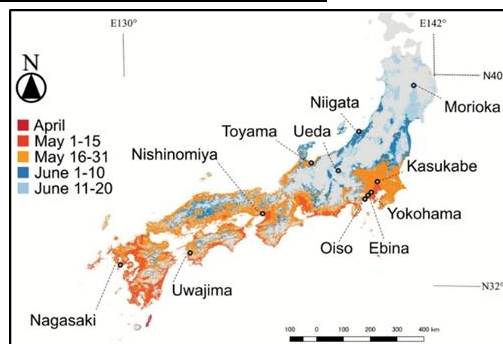 E130°
E142°
N
N40
Niigata
Morioka
April
May 1-15
May 16-31
June 1-10
June 11-20
Toyama
Ueda
Nishinomiya
Kasukabe
Yokohama
Oiso
Ebina
Uwajima
Nagasaki
N32°
100 0 100 200 300 400 km